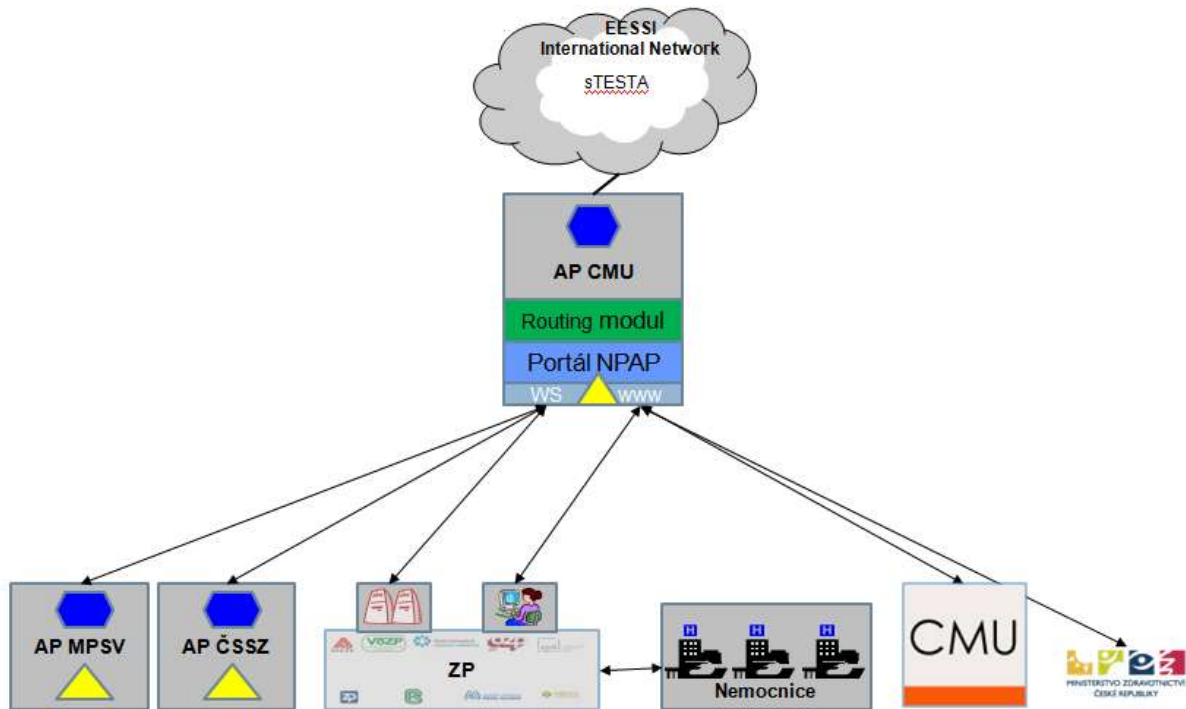 EESSI
International Network
sTESTA
AP CMU
Routing modul
Portál NPAP
WS www
AP MPSV
AP ČSSZ
VoZP
ZP
ZP
H H H
Nemocnice
CMU
MINISTERSTVO ZDRAVOTNICTVÍ
ČESKÉ REPUBLIKY